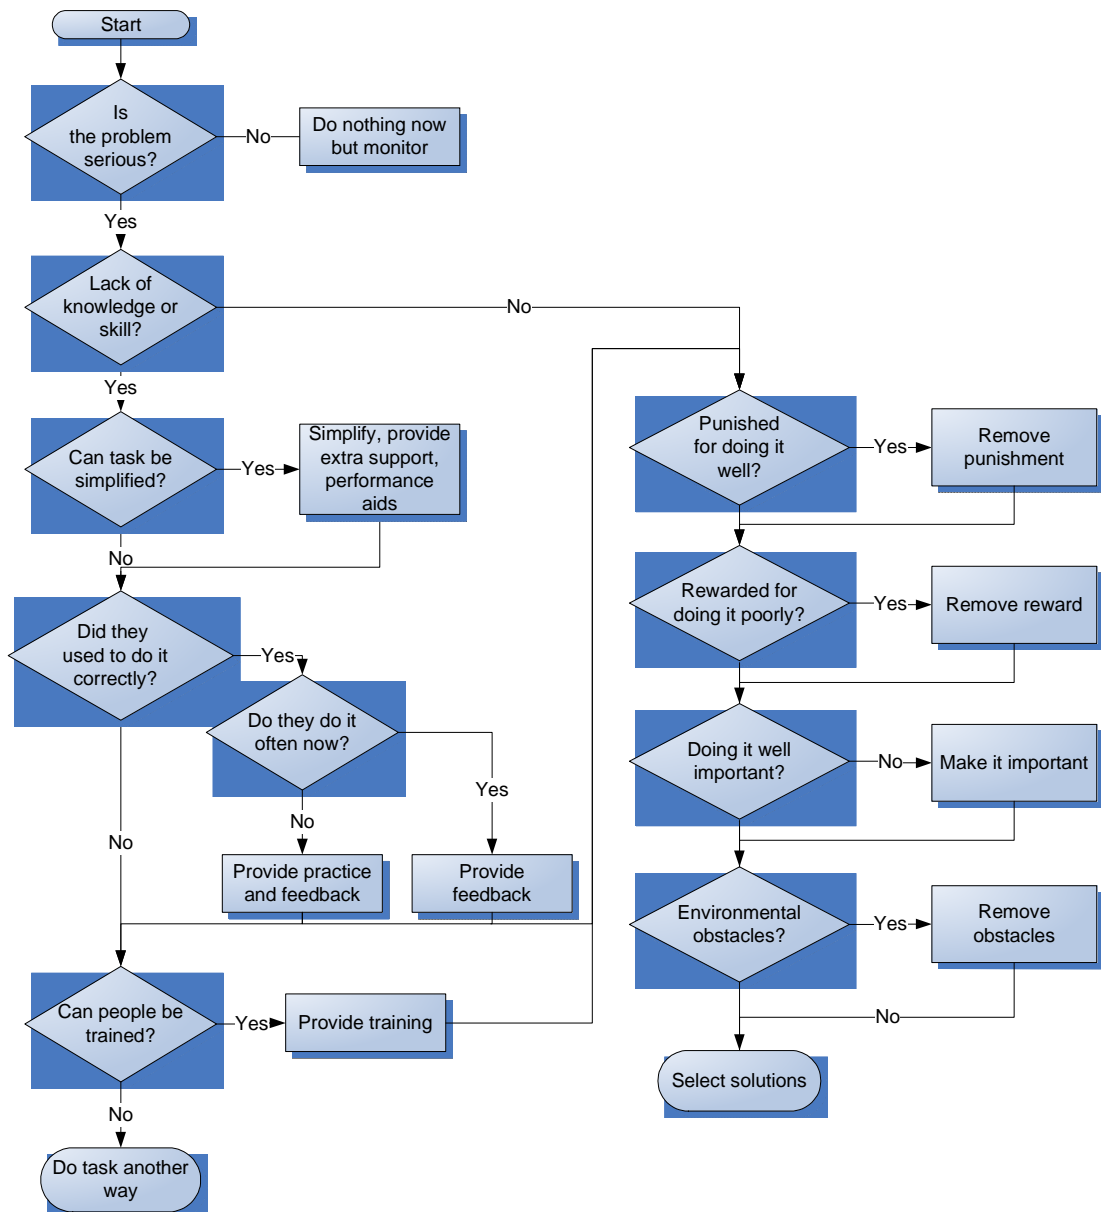 Start
Is
the problem
serious?
No
Do nothing now
but monitor
Yes
Lack of
knowledge or
skill?
No
Yes
Can task be
simplified?
Yes
Simplify, provide
extra support,
performance
aids
No
Did they
used to do it
correctly?
Yes
Do they do it
often now?
Yes
No
No
Provide practice
and feedback
Provide
feedback
Can people be
trained?
Yes
Provide training
No
Do task another
way
Punished
for doing it
well?
Yes
Remove
punishment
Rewarded for
doing it poorly?
Yes
Remove reward
Doing it well
important?
No
Make it important
Environmental
obstacles?
Yes
Remove
obstacles
No
Select solutions